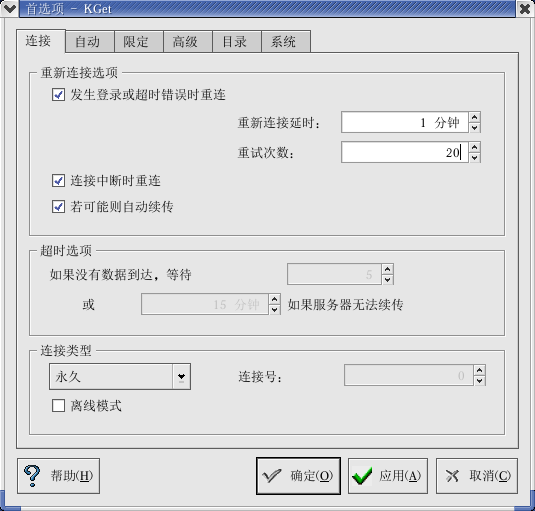 首选项 - KGet
连接 自动 限定 高级 目录 系统
重新连接选项
发生登录或超时错误时重连
重新连接延时： 1 分钟
重试次数： 20
连接中断时重连
若可能则自动续传
超时选项
如果没有数据到达，等待 5
或 15 分钟 如果服务器无法续传
连接类型
永久 连接号： 0
离线模式
帮助(H) 确定(O) 应用(A) 取消(C)